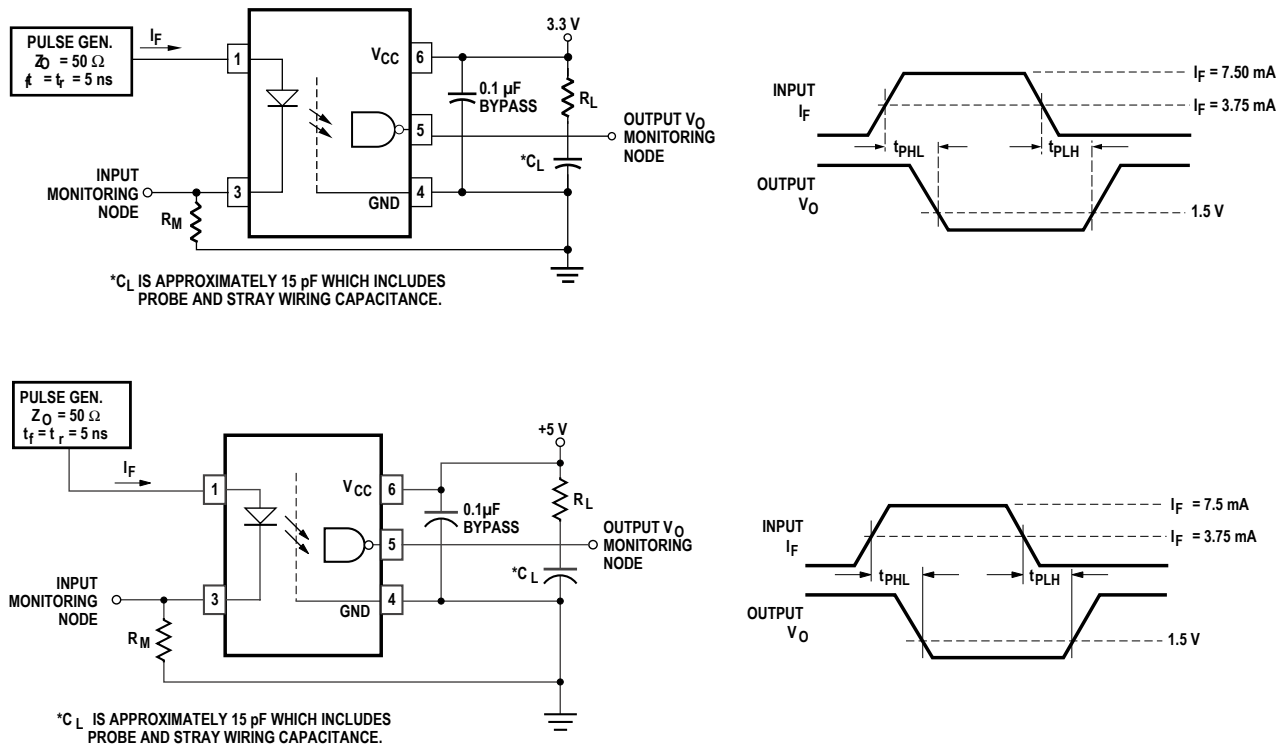 PULSE GEN.
ZO = 50 Ω
ft = tr = 5 ns
IF
1
VCC
6
3.3 V
0.1 µF
BYPASS
RL
5
OUTPUT VO
MONITORING
NODE
*CL
INPUT
MONITORING
NODE
3
GND
4
RM
*CL IS APPROXIMATELY 15 pF WHICH INCLUDES
PROBE AND STRAY WIRING CAPACITANCE.
INPUT
IF
IF = 7.50 mA
IF = 3.75 mA
tPHL
tPLH
OUTPUT
VO
1.5 V
PULSE GEN.
ZO = 50 Ω
tf = tr = 5 ns
IF
1
VCC
6
+5 V
0.1µF
BYPASS
RL
5
OUTPUT VO
MONITORING
NODE
*CL
INPUT
MONITORING
NODE
3
GND
4
RM
*CL IS APPROXIMATELY 15 pF WHICH INCLUDES
PROBE AND STRAY WIRING CAPACITANCE.
INPUT
IF
IF = 7.5 mA
IF = 3.75 mA
tPHL
tPLH
OUTPUT
VO
1.5 V